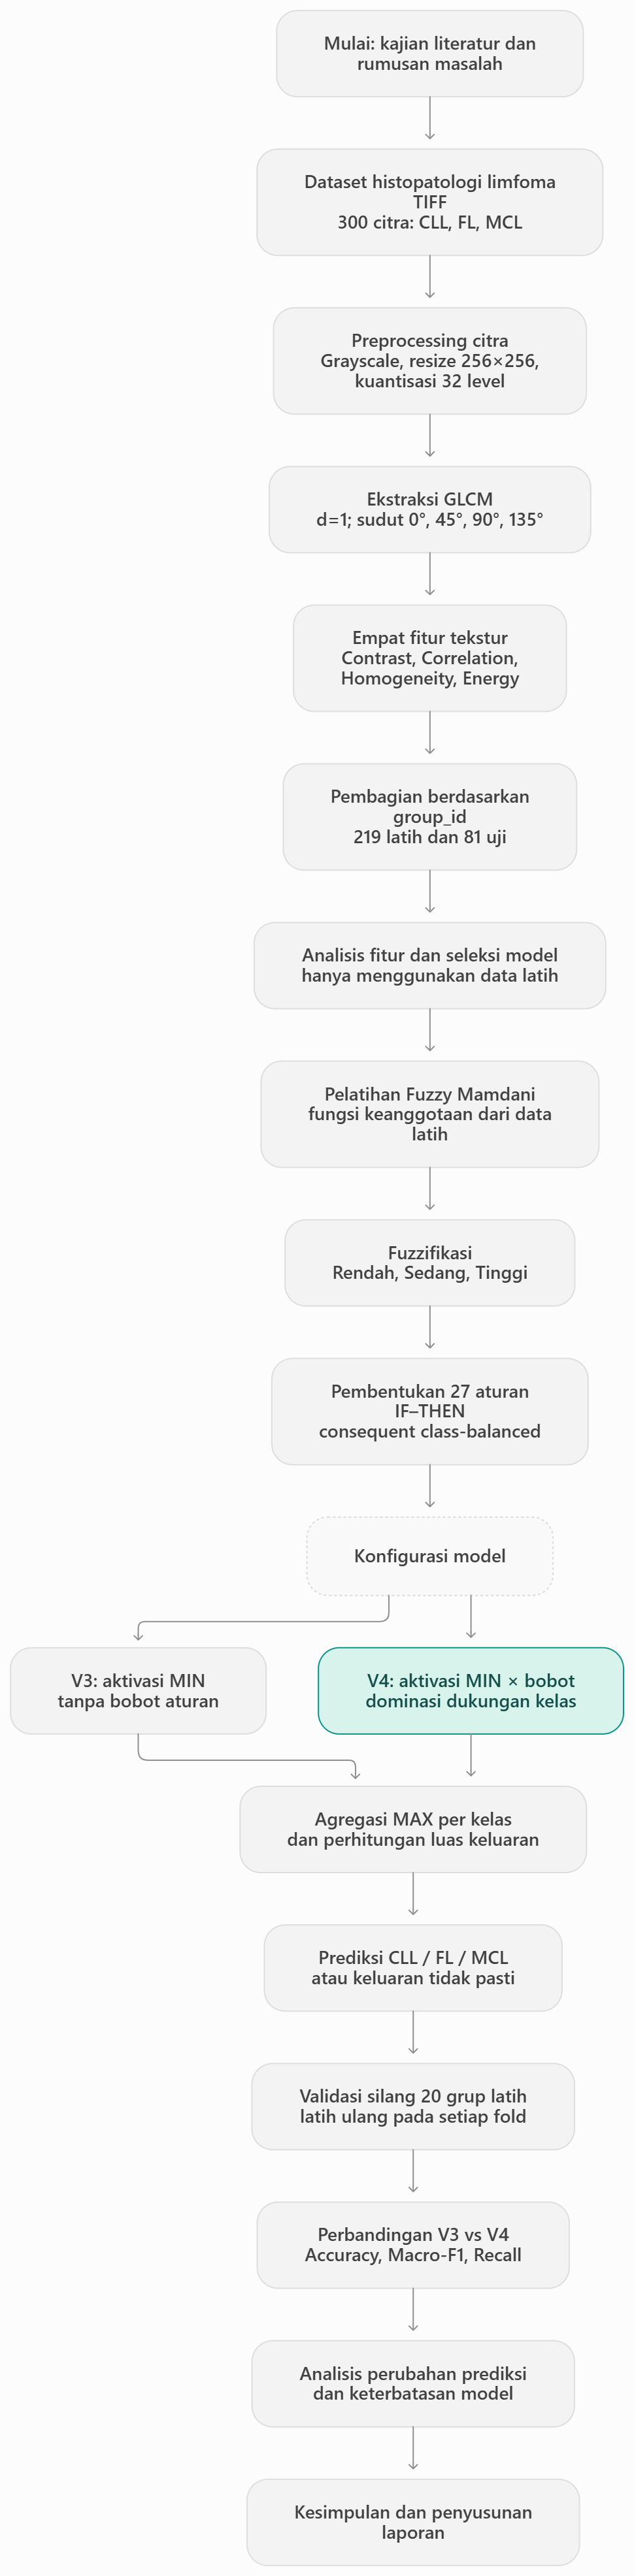 Mulai: kajian literatur dan
rumusan masalah
Dataset histopatologi limfoma
TIFF
300 citra: CLL, FL, MCL
Preprocessing citra
Grayscale, resize 256×256,
kuantisasi 32 level
Ekstraksi GLCM
d=1; sudut 0°, 45°, 90°, 135°
Empat fitur tekstur
Contrast, Correlation,
Homogeneity, Energy
Pembagian berdasarkan
group_id
219 latih dan 81 uji
Analisis fitur dan seleksi model
hanya menggunakan data latih
Pelatihan Fuzzy Mamdani
fungsi keanggotaan dari data
latih
Fuzzifikasi
Rendah, Sedang, Tinggi
Pembentukan 27 aturan
IF–THEN
consequent class-balanced
Konfigurasi model
V3: aktivasi MIN
tanpa bobot aturan
V4: aktivasi MIN × bobot
dominasi dukungan kelas
Agregasi MAX per kelas
dan perhitungan luas keluaran
Prediksi CLL / FL / MCL
atau keluaran tidak pasti
Validasi silang 20 grup latih
latih ulang pada setiap fold
Perbandingan V3 vs V4
Accuracy, Macro-F1, Recall
Analisis perubahan prediksi
dan keterbatasan model
Kesimpulan dan penyusunan
laporan